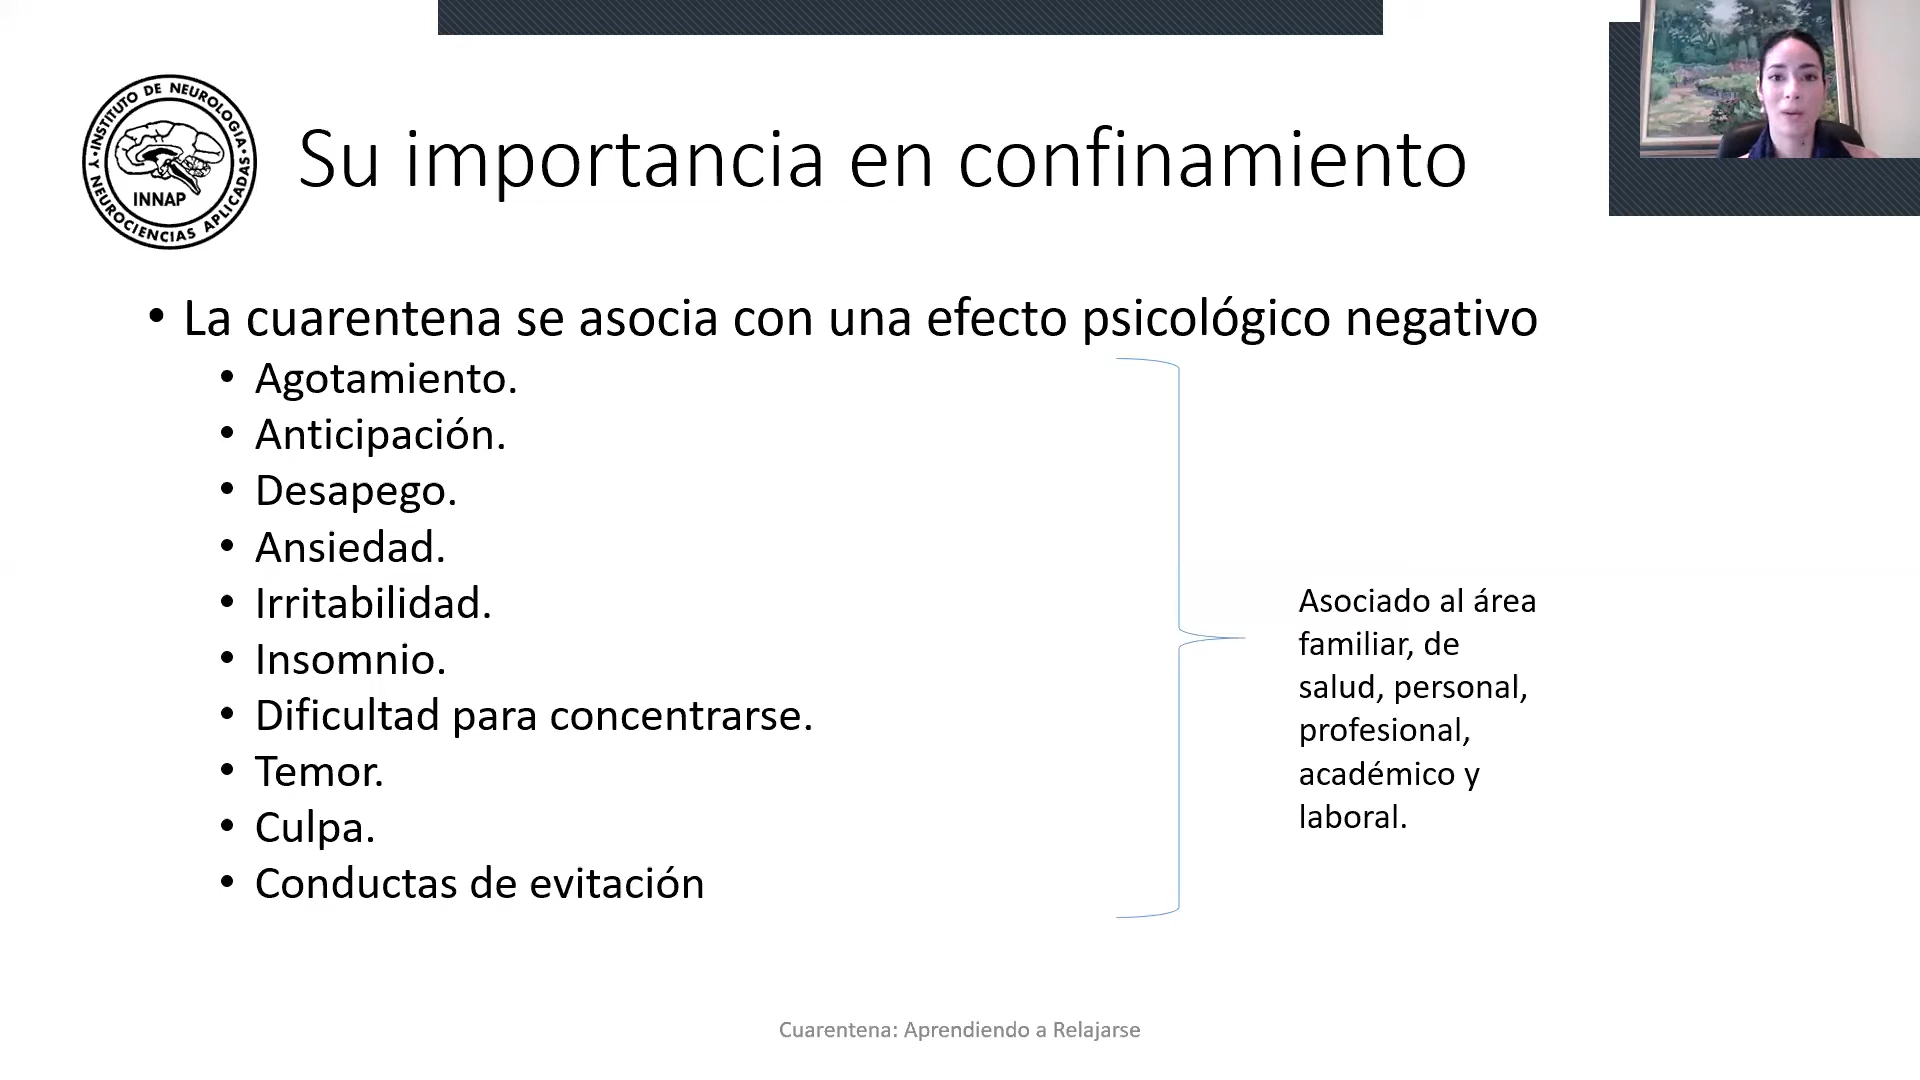 INSTITUTO DE NEUROLOGIA
Y NEUROCIENCIAS APLICADAS
INNAP
Su importancia en confinamiento
• La cuarentena se asocia con una efecto psicológico negativo
• Agotamiento.
• Anticipación.
• Desapego.
• Ansiedad.
• Irritabilidad.
• Insomnio.
• Dificultad para concentrarse.
• Temor.
• Culpa.
• Conductas de evitación
Asociado al área
familiar, de
salud, personal,
profesional,
académico y
laboral.
Cuarentena: Aprendiendo a Relajarse